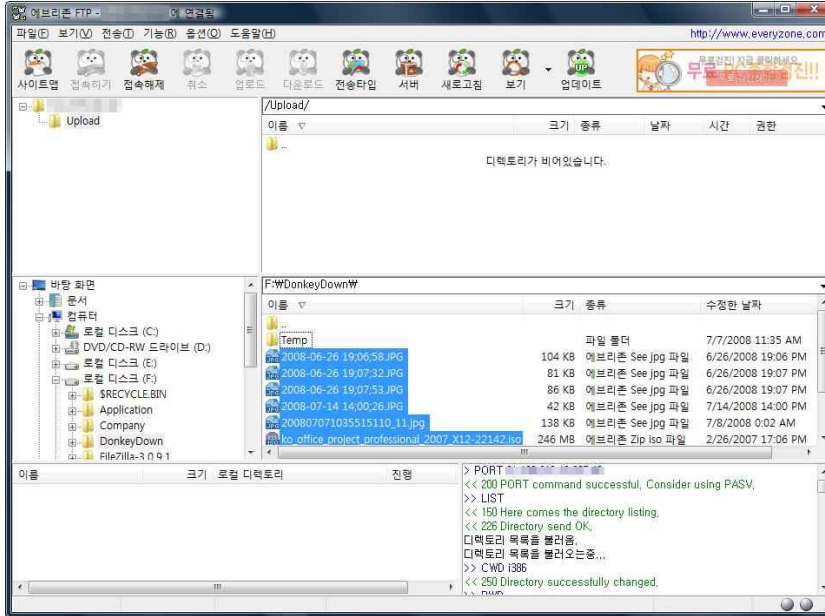 에브리존 FTP - 에 연결됨
파일(F) 보기(V) 전송(T) 기능(R) 옵션(O) 도움말(H) http://www.everyzone.com
사이트맵 접속하기 접속해제 취소 업로드 다운로드 전송타입 서버 새로고침 보기 업데이트
Upload
/Upload/
이름 크기 종류 날짜 시간 권한
..
디렉토리가 비어있습니다.
바탕 화면
문서
컴퓨터
로컬 디스크 (C:)
DVD/CD-RW 드라이브 (D:)
로컬 디스크 (E:)
로컬 디스크 (F:)
$RECYCLE.BIN
Application
Company
DonkeyDown
FileZilla-3.0.9.1
F:₩DonkeyDown₩
이름 크기 종류 수정한 날짜
..
Temp 파일 폴더 7/7/2008 11:35 AM
2008-06-26 19;06;58.JPG 104 KB 에브리존 See jpg 파일 6/26/2008 19:06 PM
2008-06-26 19;07;32.JPG 81 KB 에브리존 See jpg 파일 6/26/2008 19:07 PM
2008-06-26 19;07;53.JPG 86 KB 에브리존 See jpg 파일 6/26/2008 19:07 PM
2008-07-14 14;00;26.JPG 42 KB 에브리존 See jpg 파일 7/14/2008 14:00 PM
200807071035515110_11.jpg 138 KB 에브리존 See jpg 파일 7/8/2008 0:02 AM
ko_office_project_professional_2007_X12-22142.iso 246 MB 에브리존 Zip iso 파일 2/26/2007 17:06 PM
이름 크기 로컬 디렉토리 진행
> PORT
<< 200 PORT command successful, Consider using PASV,
>> LIST
<< 150 Here comes the directory listing,
<< 226 Directory send OK,
디렉토리 목록을 불러옴,
디렉토리 목록을 불러오는중,,,
>> CWD i386
<< 250 Directory successfully changed,
>> PWD